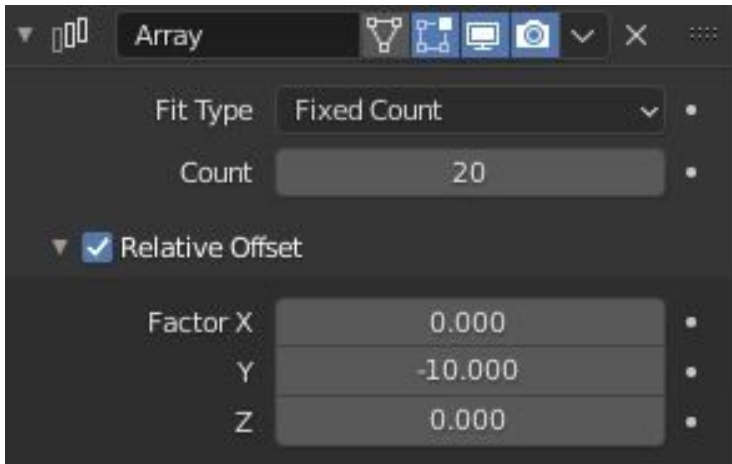 Array
Fit Type Fixed Count
Count 20
Relative Offset
Factor X 0.000
Y -10.000
Z 0.000